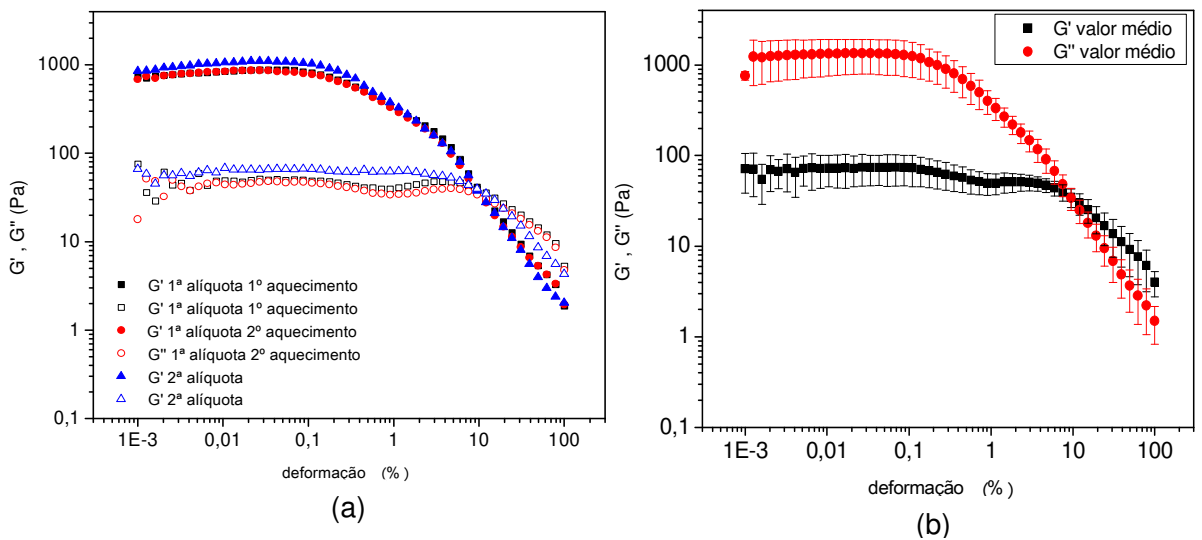 G' , G" (Pa)
1000
100
10
1
0,1
G' 1ª alíquota 1º aquecimento
G' 1ª alíquota 1º aquecimento
G' 1ª alíquota 2º aquecimento
G" 1ª alíquota 2º aquecimento
G' 2ª alíquota
G' 2ª alíquota
1E-3 0,01 0,1 1 10 100
deformação (%)
(a)
G' , G" (Pa)
1000
100
10
1
0,1
G' valor médio
G" valor médio
1E-3 0,01 0,1 1 10 100
deformação (%)
(b)